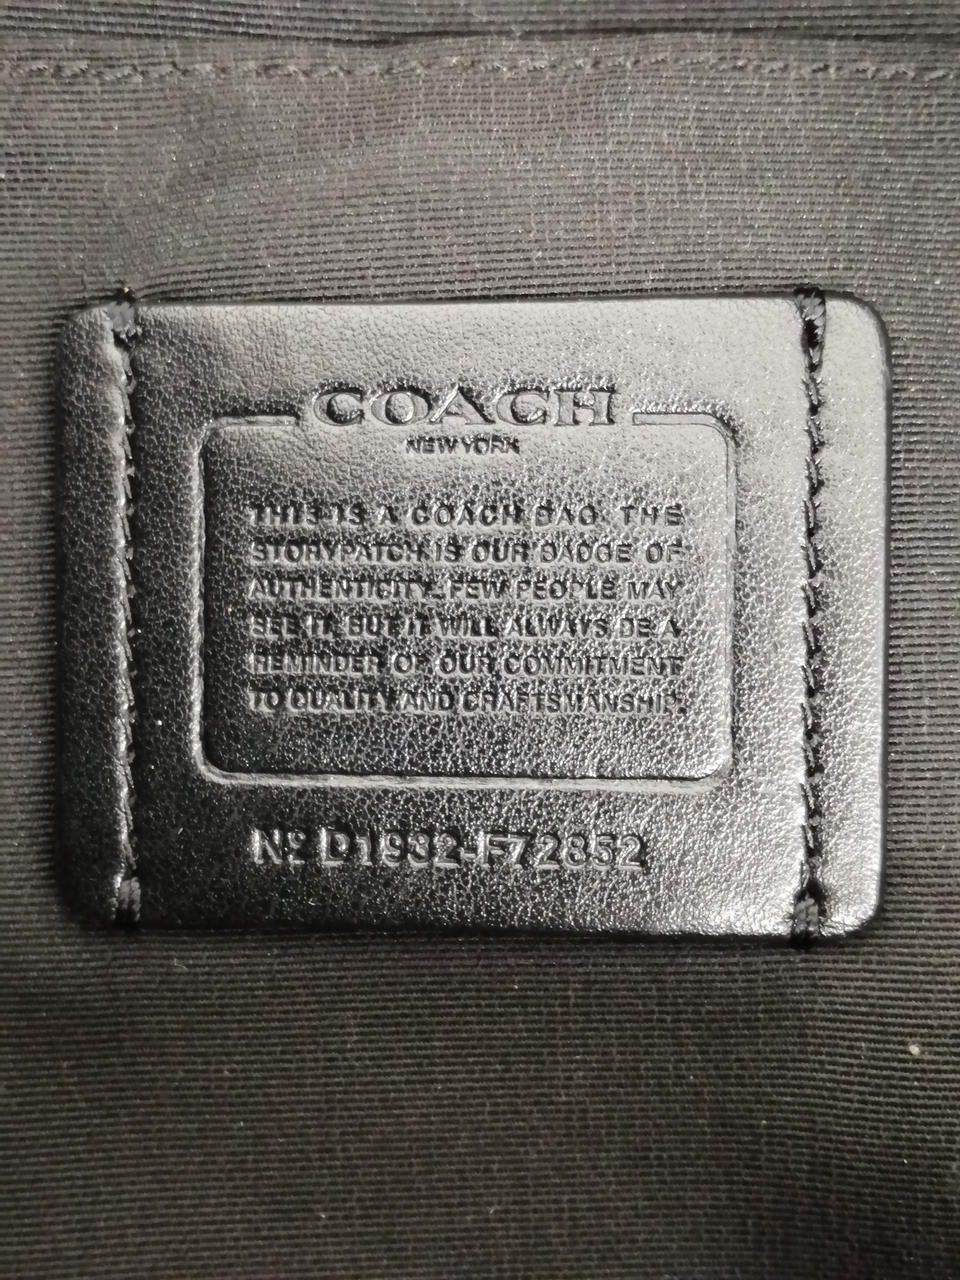 COACH
NEW YORK
THIS IS A COACH BAG. THE
STORYPATCH IS OUR BADGE OF
AUTHENTICITY. FEW PEOPLE MAY
SEE IT, BUT IT WILL ALWAYS BE A
REMINDER OF OUR COMMITMENT
TO QUALITY AND CRAFTSMANSHIP.
Nº D1932-F72852